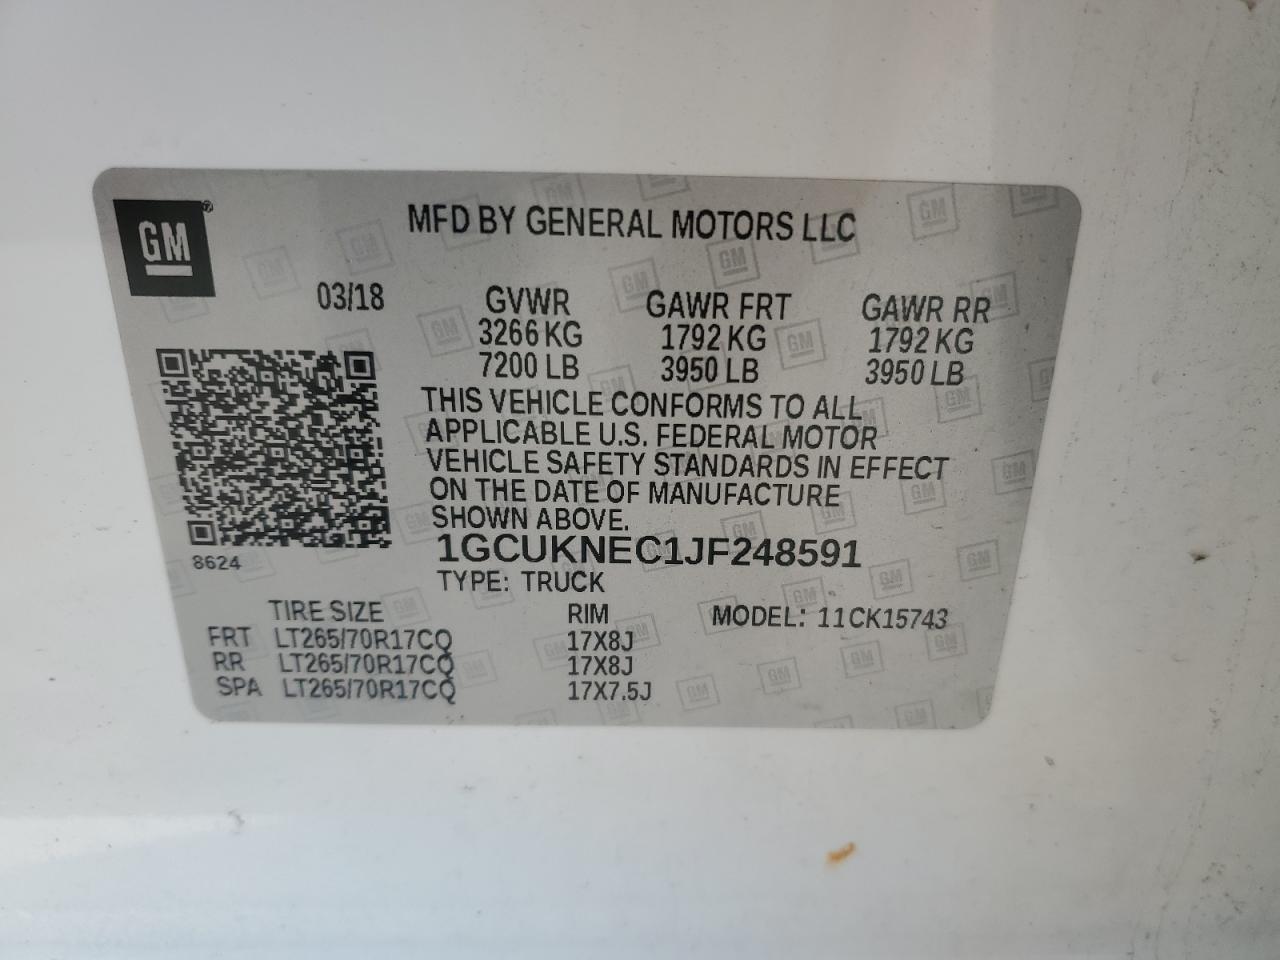 GM®
MFD BY GENERAL MOTORS LLC
03/18 GVWR GAWR FRT GAWR RR
3266 KG 1792 KG 1792 KG
7200 LB 3950 LB 3950 LB
THIS VEHICLE CONFORMS TO ALL
APPLICABLE U.S. FEDERAL MOTOR
VEHICLE SAFETY STANDARDS IN EFFECT
ON THE DATE OF MANUFACTURE
SHOWN ABOVE.
1GCUKNEC1JF248591
8624
TYPE: TRUCK
TIRE SIZE RIM MODEL: 11CK15743
FRT LT265/70R17CQ 17X8J
RR LT265/70R17CQ 17X8J
SPA LT265/70R17CQ 17X7.5J